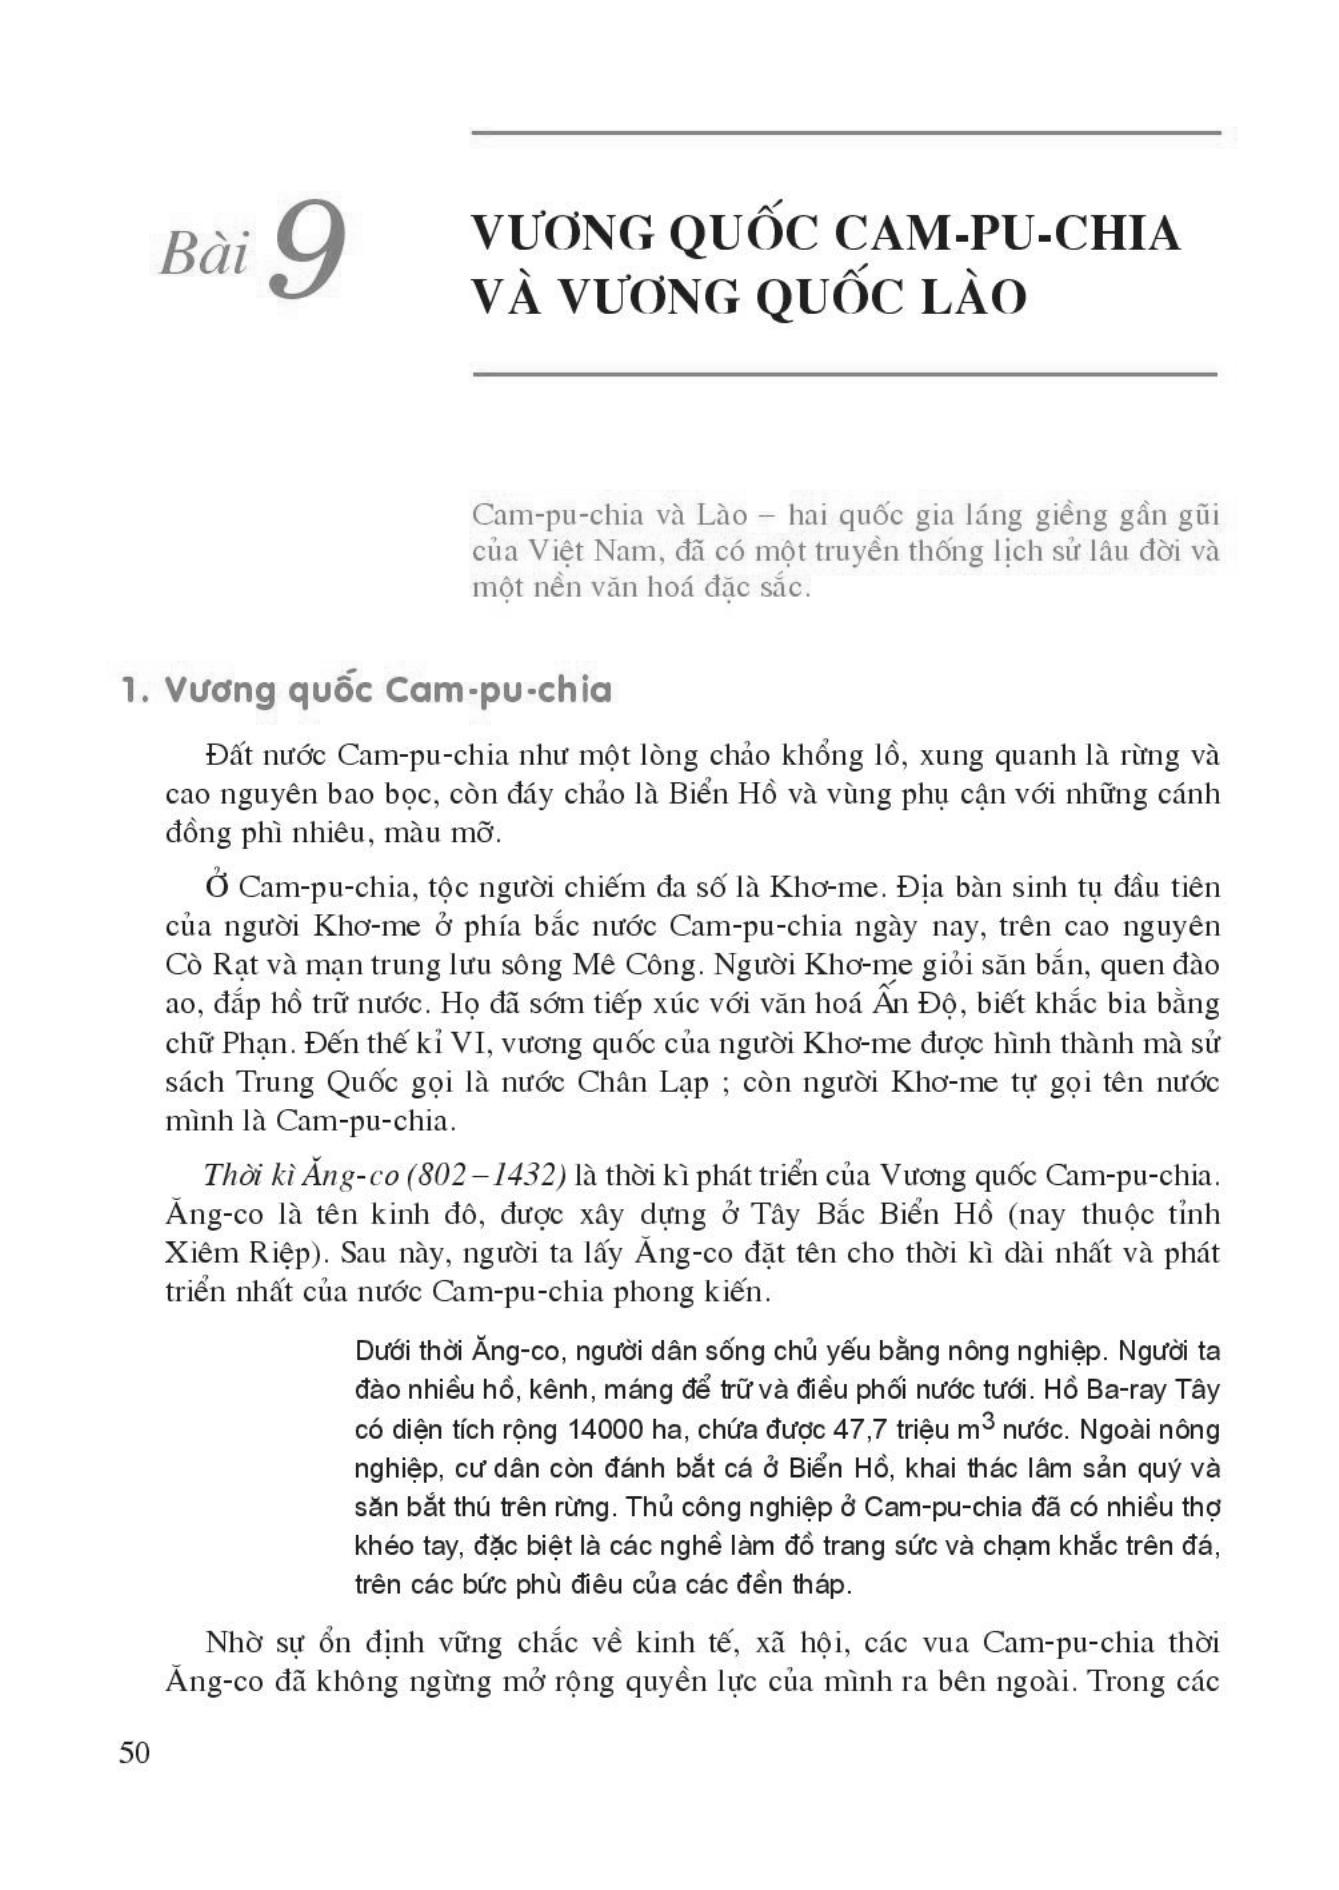 Bài 9
VƯƠNG QUỐC CAM-PU-CHIA
VÀ VƯƠNG QUỐC LÀO
Cam-pu-chia và Lào – hai quốc gia láng giềng gần gũi
của Việt Nam, đã có một truyền thống lịch sử lâu đời và
một nền văn hoá đặc sắc.
1. Vương quốc Cam-pu-chia
Đất nước Cam-pu-chia như một lòng chảo khổng lồ, xung quanh là rừng và
cao nguyên bao bọc, còn đáy chảo là Biển Hồ và vùng phụ cận với những cánh
đồng phì nhiêu, màu mỡ.
Ở Cam-pu-chia, tộc người chiếm đa số là Khơ-me. Địa bàn sinh tụ đầu tiên
của người Khơ-me ở phía bắc nước Cam-pu-chia ngày nay, trên cao nguyên
Cò Rạt và mạn trung lưu sông Mê Công. Người Khơ-me giỏi săn bắn, quen đào
ao, đắp hồ trữ nước. Họ đã sớm tiếp xúc với văn hoá Ấn Độ, biết khắc bia bằng
chữ Phạn. Đến thế kỉ VI, vương quốc của người Khơ-me được hình thành mà sử
sách Trung Quốc gọi là nước Chân Lạp ; còn người Khơ-me tự gọi tên nước
mình là Cam-pu-chia.
Thời kì Ăng-co (802 – 1432) là thời kì phát triển của Vương quốc Cam-pu-chia.
Ăng-co là tên kinh đô, được xây dựng ở Tây Bắc Biển Hồ (nay thuộc tỉnh
Xiêm Riệp). Sau này, người ta lấy Ăng-co đặt tên cho thời kì dài nhất và phát
triển nhất của nước Cam-pu-chia phong kiến.
Dưới thời Ăng-co, người dân sống chủ yếu bằng nông nghiệp. Người ta
đào nhiều hồ, kênh, máng để trữ và điều phối nước tưới. Hồ Ba-ray Tây
có diện tích rộng 14000 ha, chứa được 47,7 triệu m³ nước. Ngoài nông
nghiệp, cư dân còn đánh bắt cá ở Biển Hồ, khai thác lâm sản quý và
săn bắt thú trên rừng. Thủ công nghiệp ở Cam-pu-chia đã có nhiều thợ
khéo tay, đặc biệt là các nghề làm đồ trang sức và chạm khắc trên đá,
trên các bức phù điêu của các đền tháp.
Nhờ sự ổn định vững chắc về kinh tế, xã hội, các vua Cam-pu-chia thời
Ăng-co đã không ngừng mở rộng quyền lực của mình ra bên ngoài. Trong các
50